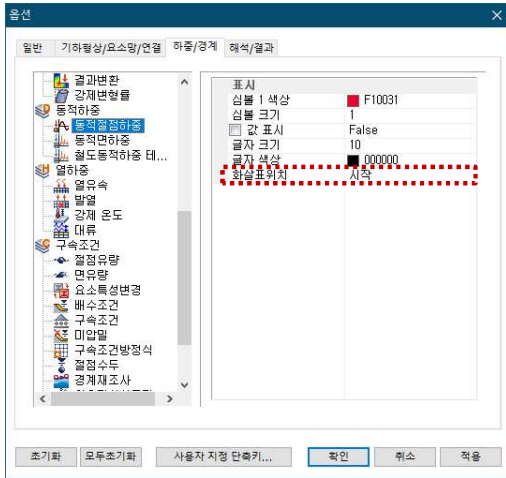 옵션
일반 기하형상/요소망/연결 하중/경계 해석/결과
결과변환
강제변형률
동적하중
동적절점하중
동적면하중
철도동적하중 테...
열하중
열유속
발열
강제 온도
대류
구속조건
절점유량
면유량
요소특성변경
배수조건
구속조건
미압밀
구속조건방정식
절점수두
경계재조사
표시
심볼 1 색상 F10031
심볼 크기 1
값 표시 False
글자 크기 10
글자 색상 000000
화살표위치 시작
초기화 모두초기화 사용자 지정 단축키... 확인 취소 적용